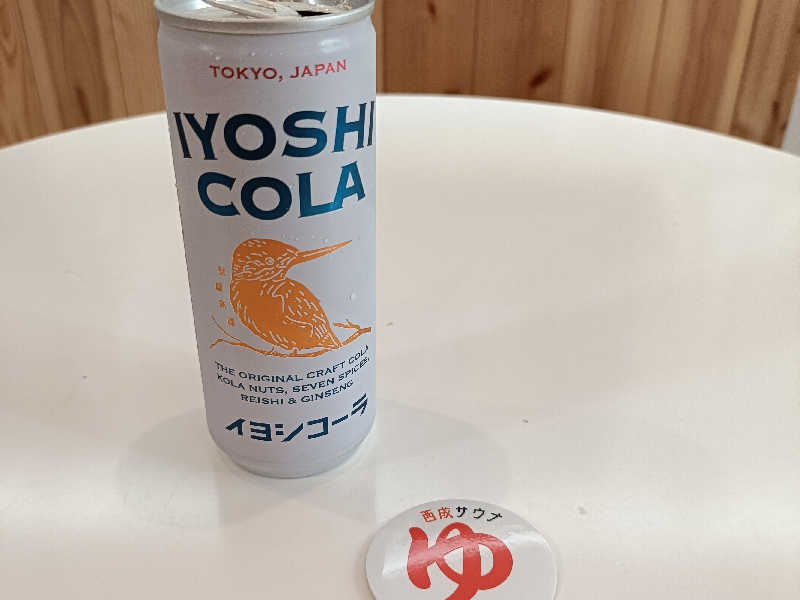 TOKYO, JAPAN
IYOSHI
COLA
THE ORIGINAL CRAFT COLA
KOLA NUTS, SEVEN SPICES,
REISHI & GINSENG
イヨシコーラ
西成サウナ
ゆ